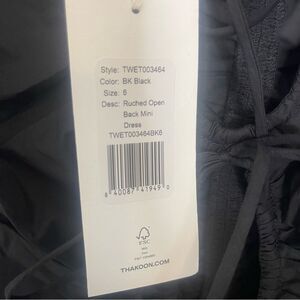 Style: TWET003464
Color: BK Black
Size: 6
Desc: Ruched Open
Back Mini
Dress
TWET003464BK6
8 40087 41949 0
FSC
THAKOON.COM